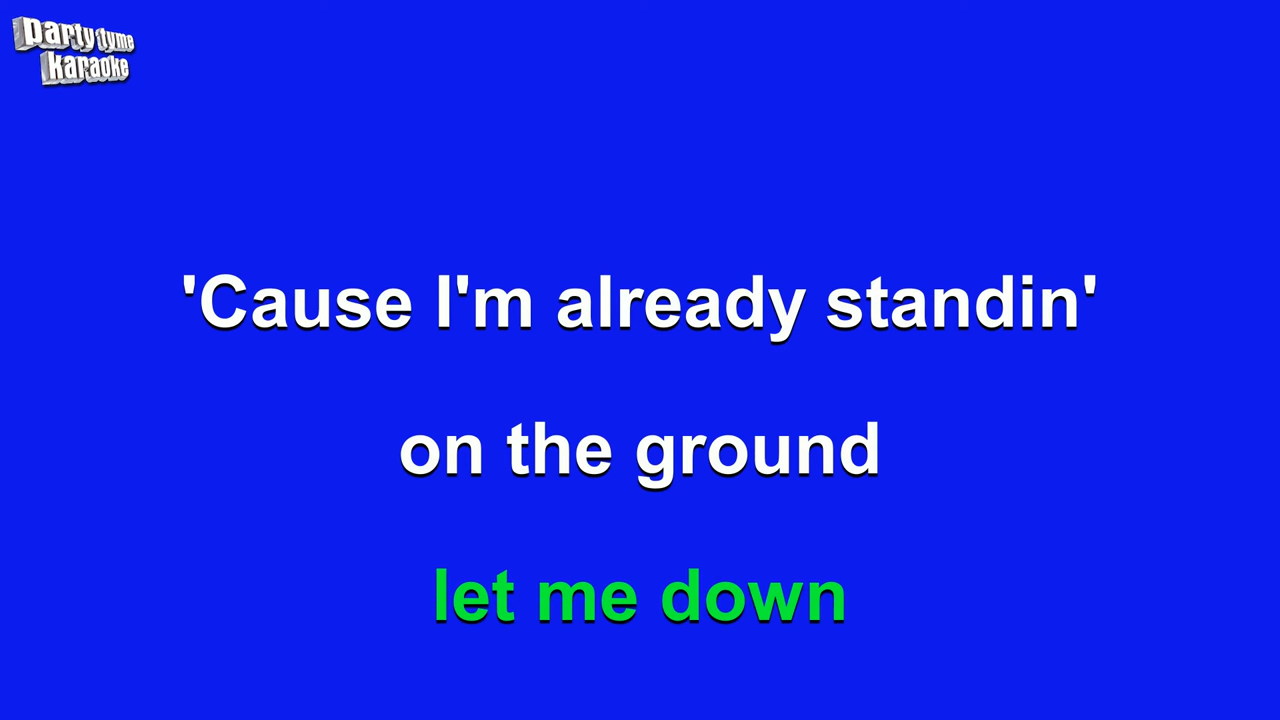 Party tyme
karaoke
'Cause I'm already standin'
on the ground
let me down